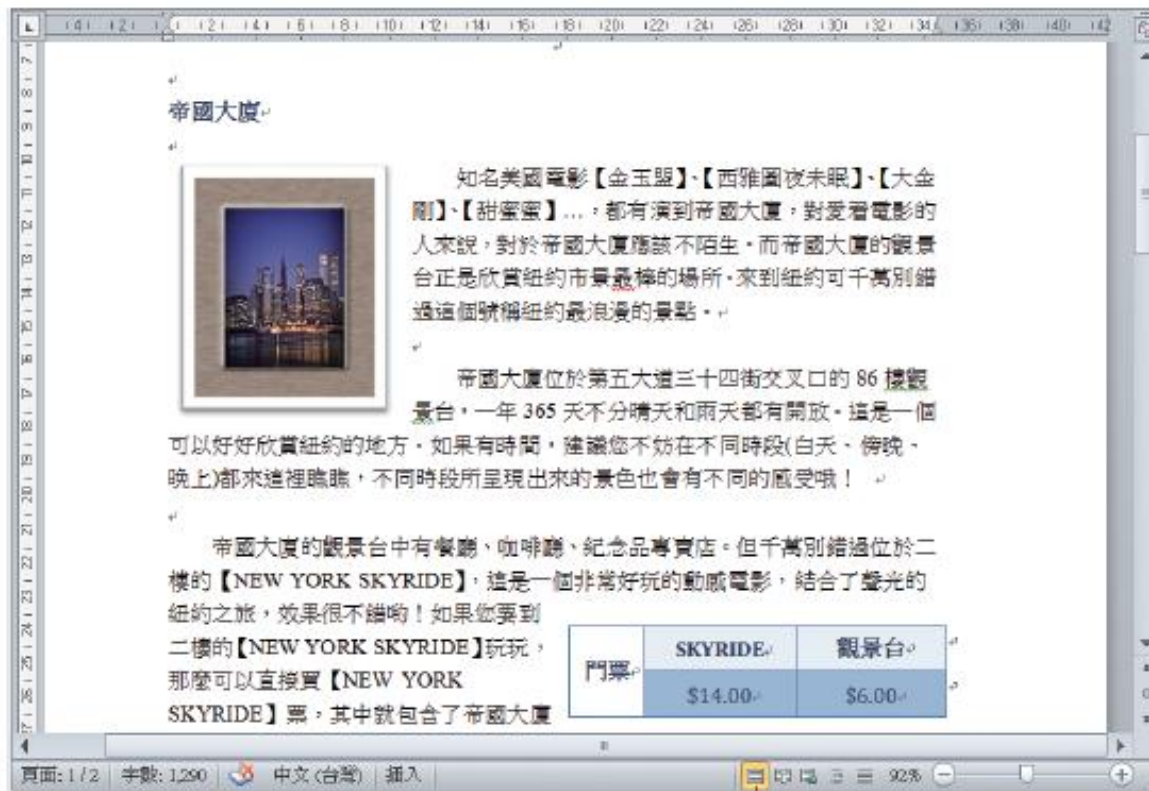 帝國大廈
知名美國電影【金玉盟】、【西雅圖夜未眠】、【大金
剛】、【甜蜜蜜】…，都有演到帝國大廈，對愛看電影的
人來說，對於帝國大廈應該不陌生。而帝國大廈的觀景
台正是欣賞紐約市景最棒的場所。來到紐約可千萬別錯
過這個號稱紐約最浪漫的景點。
帝國大廈位於第五大道三十四街交叉口的 86 樓觀
景台，一年 365 天不分晴天和雨天都有開放。這是一個
可以好好欣賞紐約的地方。如果有時間，建議您不妨在不同時段(白天、傍晚、
晚上)都來這裡瞧瞧，不同時段所呈現出來的景色也會有不同的感受哦！
帝國大廈的觀景台中有餐廳、咖啡廳、紀念品專賣店。但千萬別錯過位於二
樓的【NEW YORK SKYRIDE】，這是一個非常好玩的動感電影，結合了聲光的
紐約之旅，效果很不錯喲！如果您要到
二樓的【NEW YORK SKYRIDE】玩玩，
那麼可以直接買【NEW YORK
SKYRIDE】票，其中就包含了帝國大廈
門票 SKYRIDE 觀景台
$14.00 $6.00
頁面: 1 / 2 字數: 1,290 中文 (台灣) 插入 92%